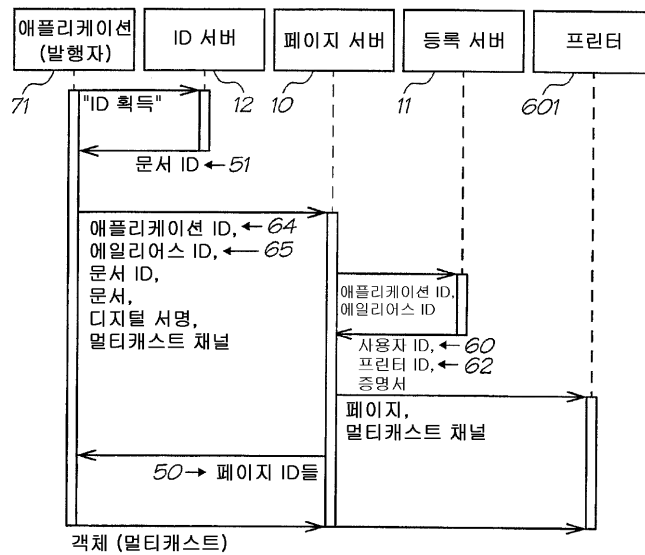 애플리케이션
(발행자)
ID 서버
페이지 서버
등록 서버
프린터
71
12
10
11
601
"ID 획득"
문서 ID
51
애플리케이션 ID,
64
에일리어스 ID,
65
문서 ID,
문서,
디지털 서명,
멀티캐스트 채널
애플리케이션 ID,
에일리어스 ID
사용자 ID,
60
프린터 ID,
62
증명서
페이지,
멀티캐스트 채널
50
페이지 ID들
객체 (멀티캐스트)